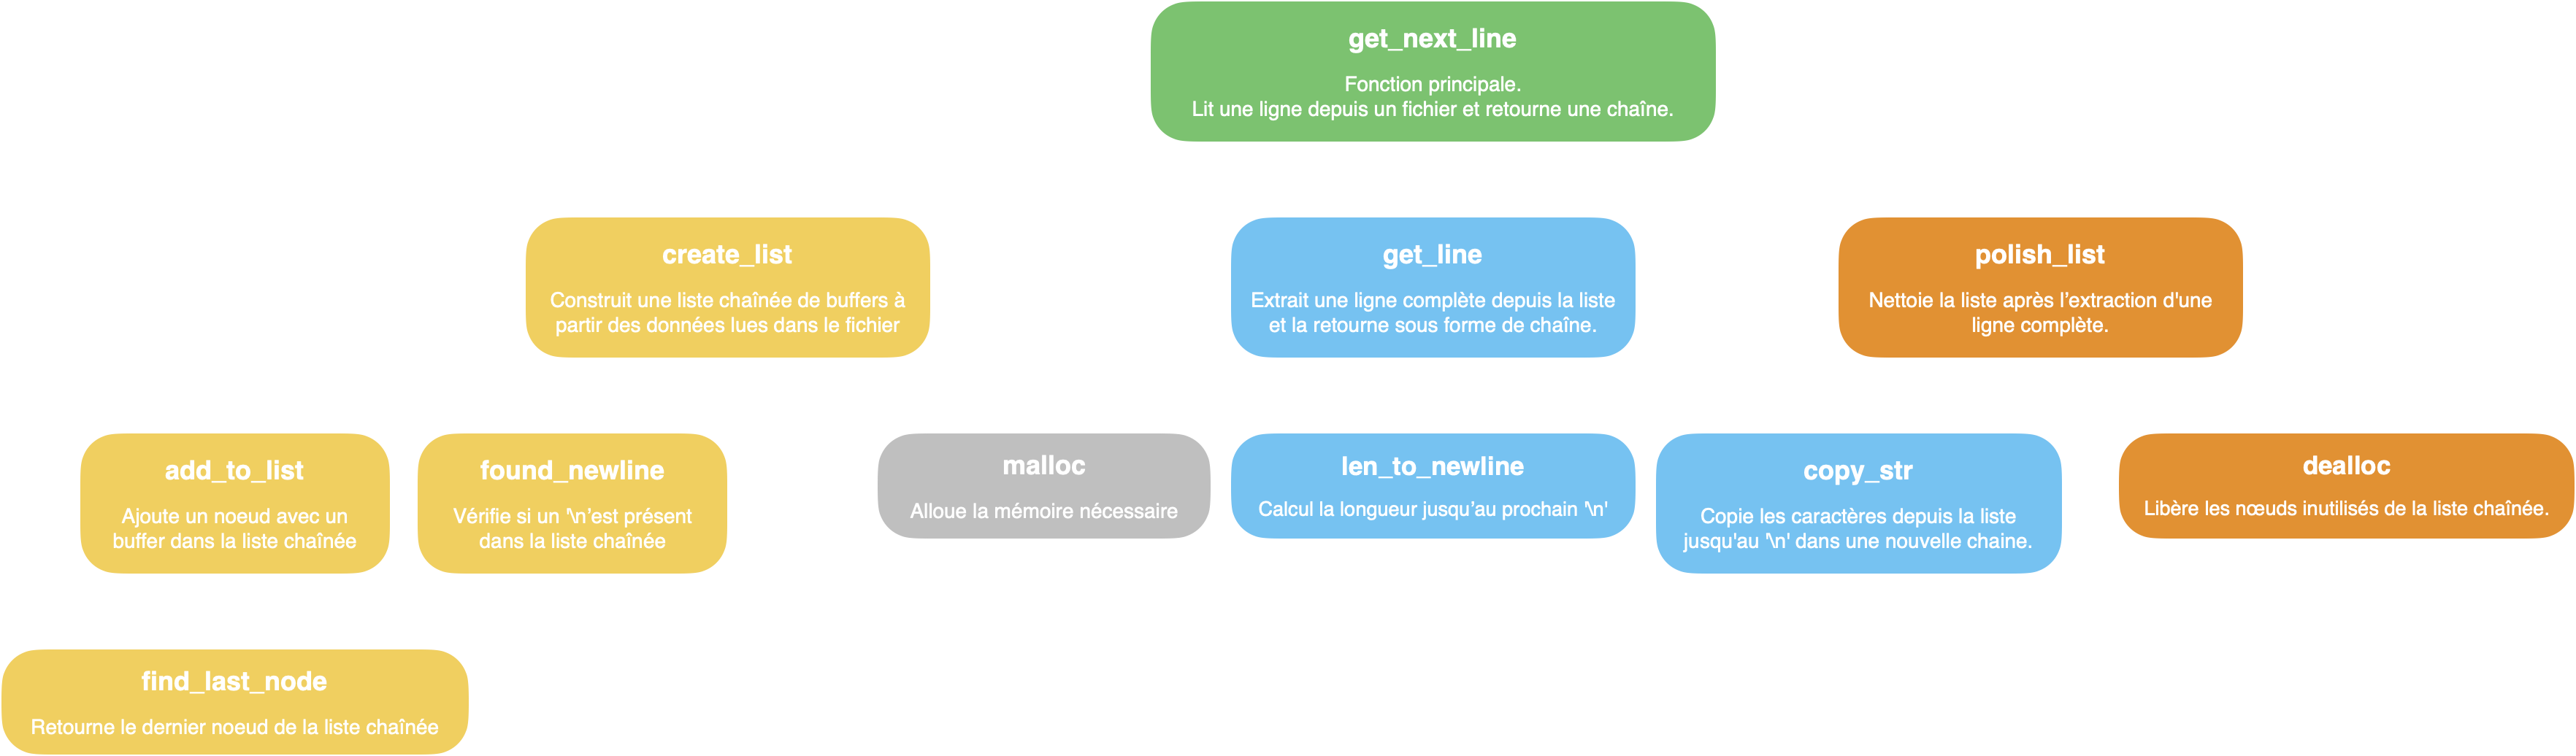 get_next_line
Fonction principale.
Lit une ligne depuis un fichier et retourne une chaîne.
create_list
Construit une liste chaînée de buffers à
partir des données lues dans le fichier
get_line
Extrait une ligne complète depuis la liste
et la retourne sous forme de chaîne.
polish_list
Nettoie la liste après l’extraction d'une
ligne complète.
add_to_list
Ajoute un noeud avec un
buffer dans la liste chaînée
found_newline
Vérifie si un '\n’est présent
dans la liste chaînée
malloc
Alloue la mémoire nécessaire
len_to_newline
Calcul la longueur jusqu’au prochain '\n'
copy_str
Copie les caractères depuis la liste
jusqu'au '\n' dans une nouvelle chaine.
dealloc
Libère les nœuds inutilisés de la liste chaînée.
find_last_node
Retourne le dernier noeud de la liste chaînée